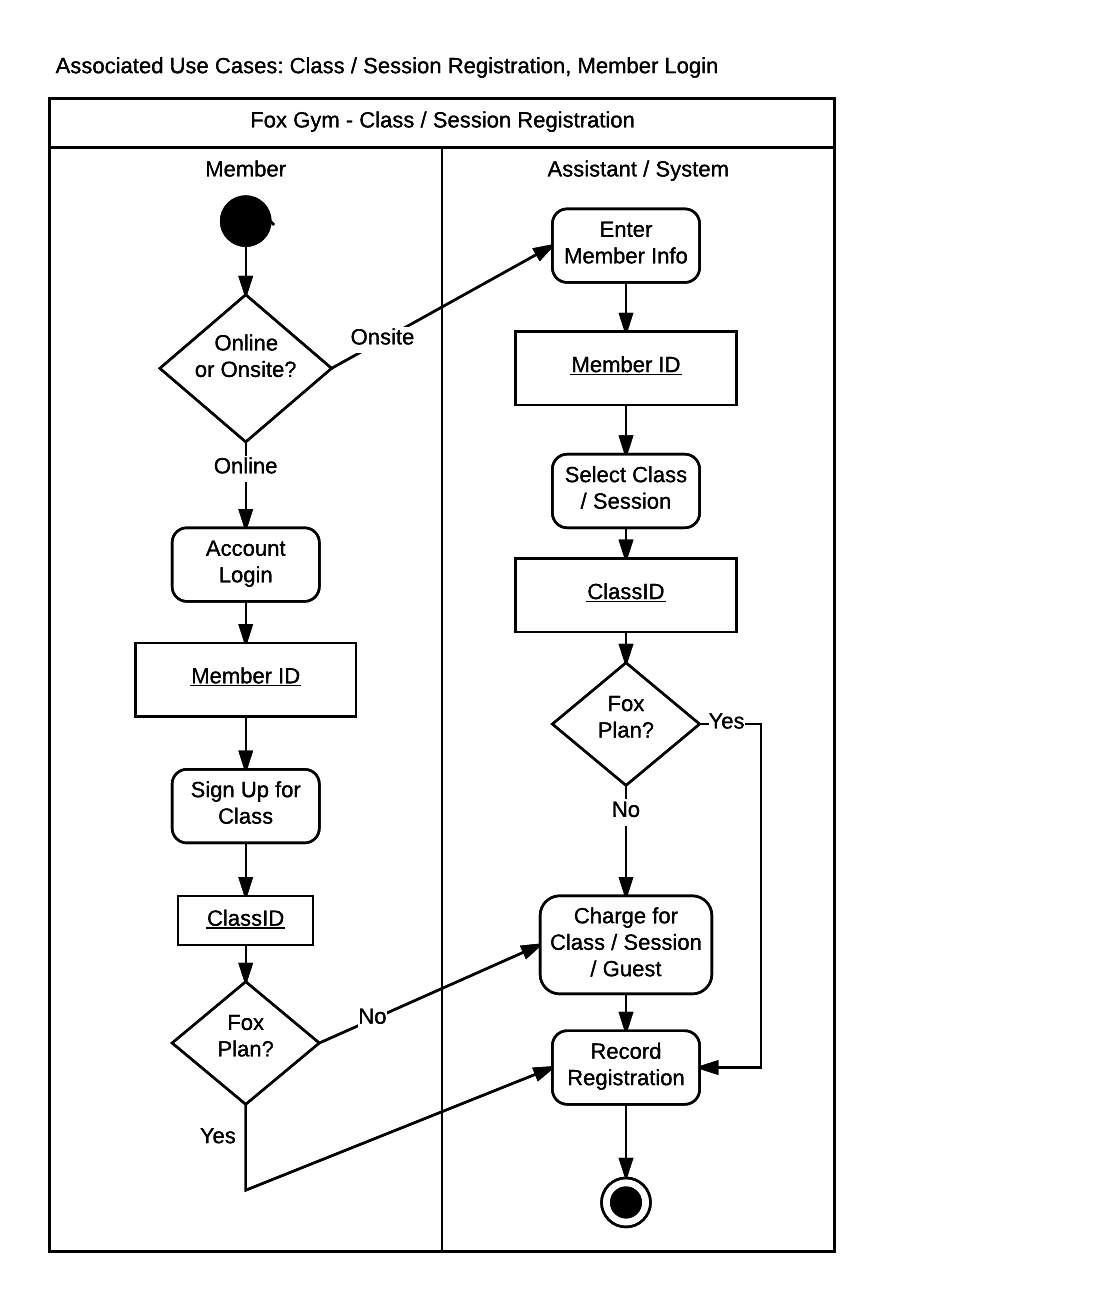 Associated Use Cases: Class / Session Registration, Member Login
Fox Gym - Class / Session Registration
Member
Assistant / System
Online
or Onsite?
Onsite
Online
Account
Login
Member ID
Sign Up for
Class
ClassID
Fox
Plan?
No
Yes
Enter
Member Info
Member ID
Select Class
/ Session
ClassID
Fox
Plan?
Yes
No
Charge for
Class / Session
/ Guest
Record
Registration